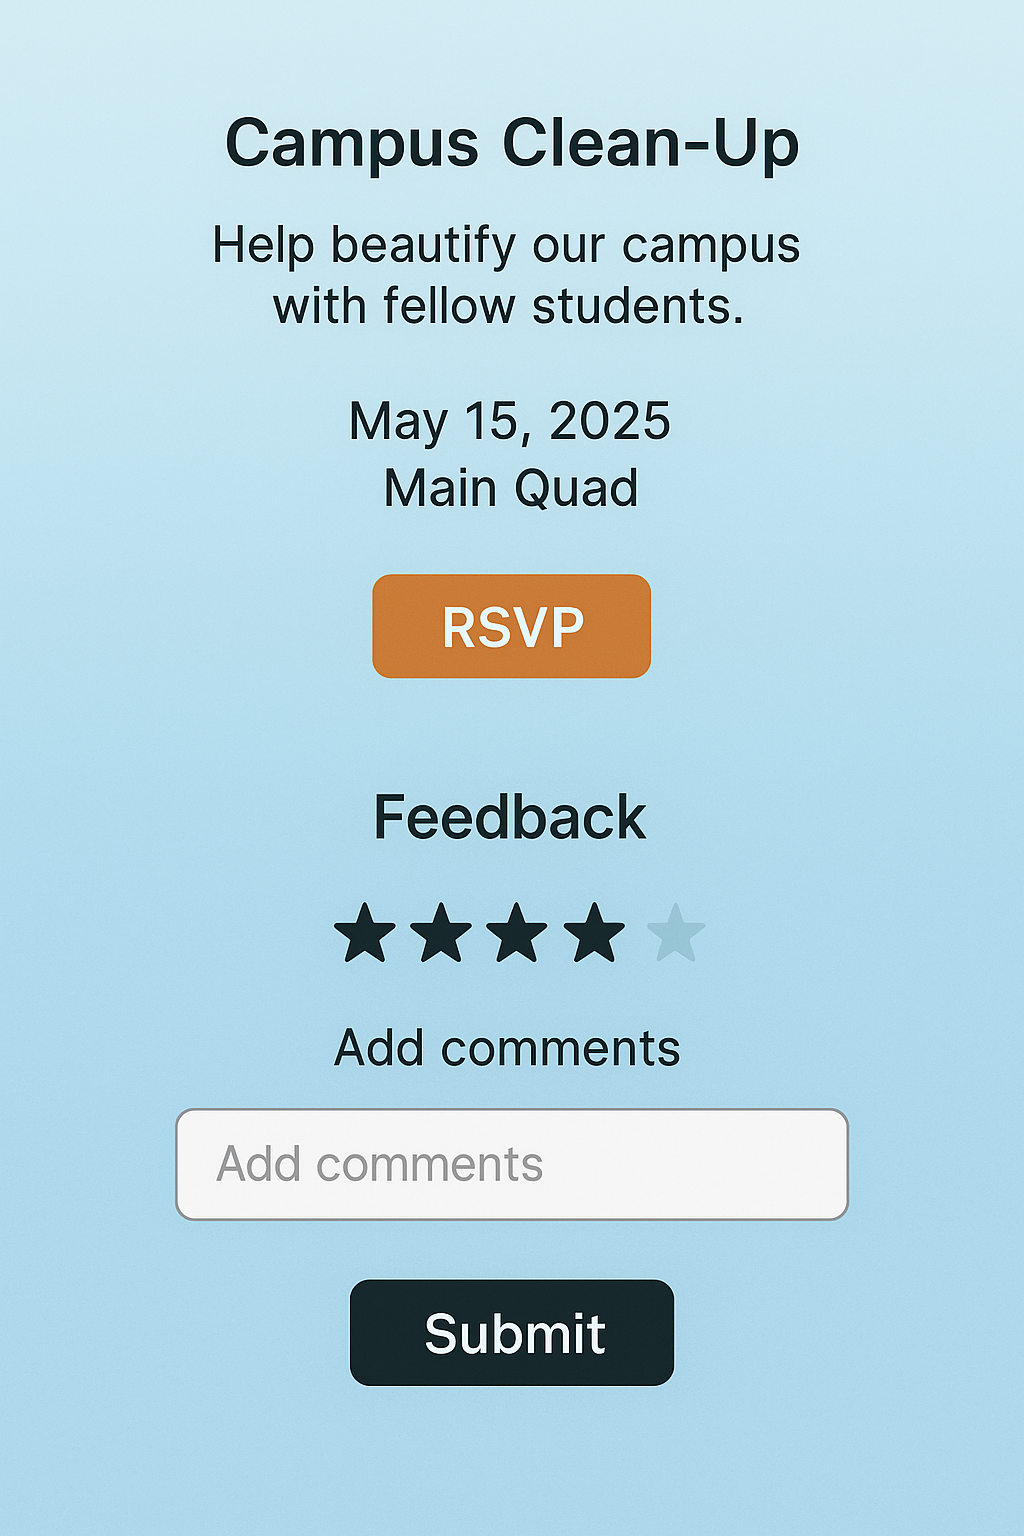 Campus Clean-Up
Help beautify our campus
with fellow students.
May 15, 2025
Main Quad
RSVP
Feedback
Add comments
Add comments
Submit